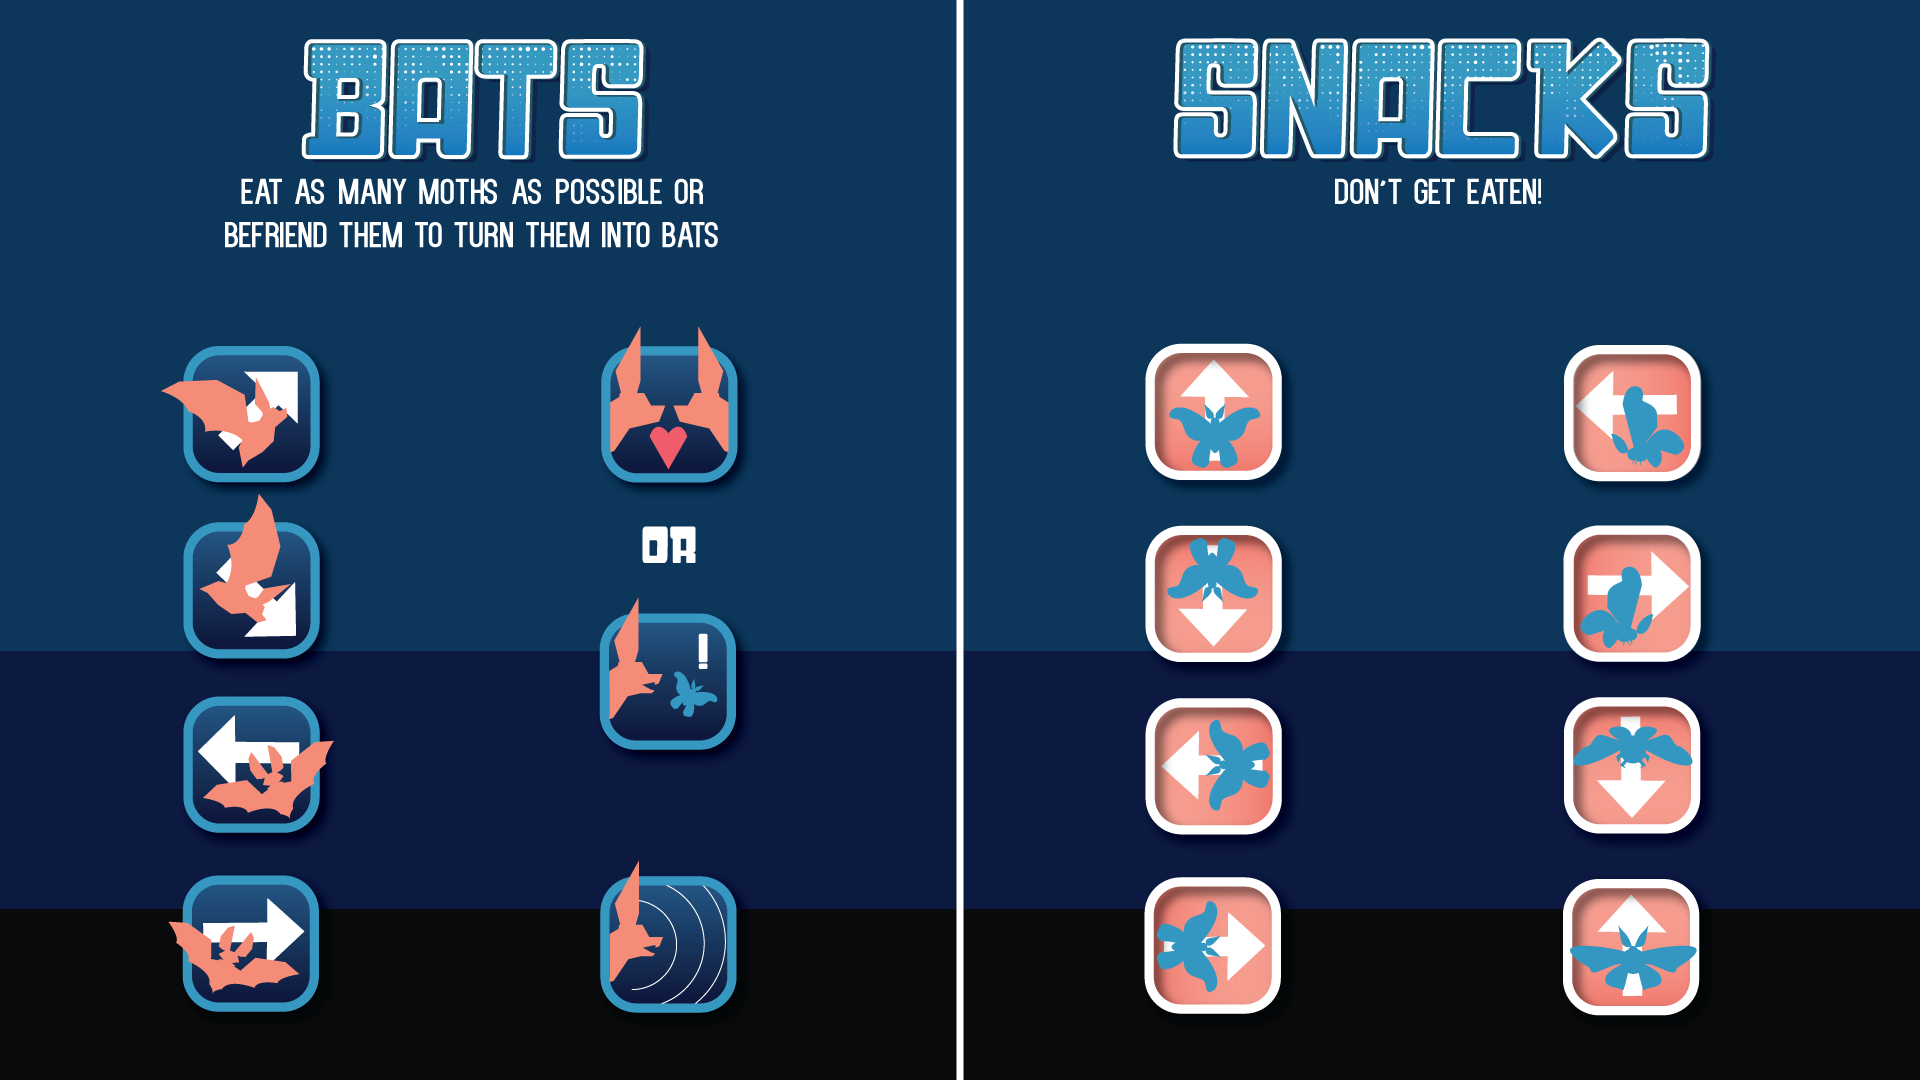 BATS
EAT AS MANY MOTHS AS POSSIBLE OR
BEFRIEND THEM TO TURN THEM INTO BATS
OR
!
SNACKS
DON'T GET EATEN!